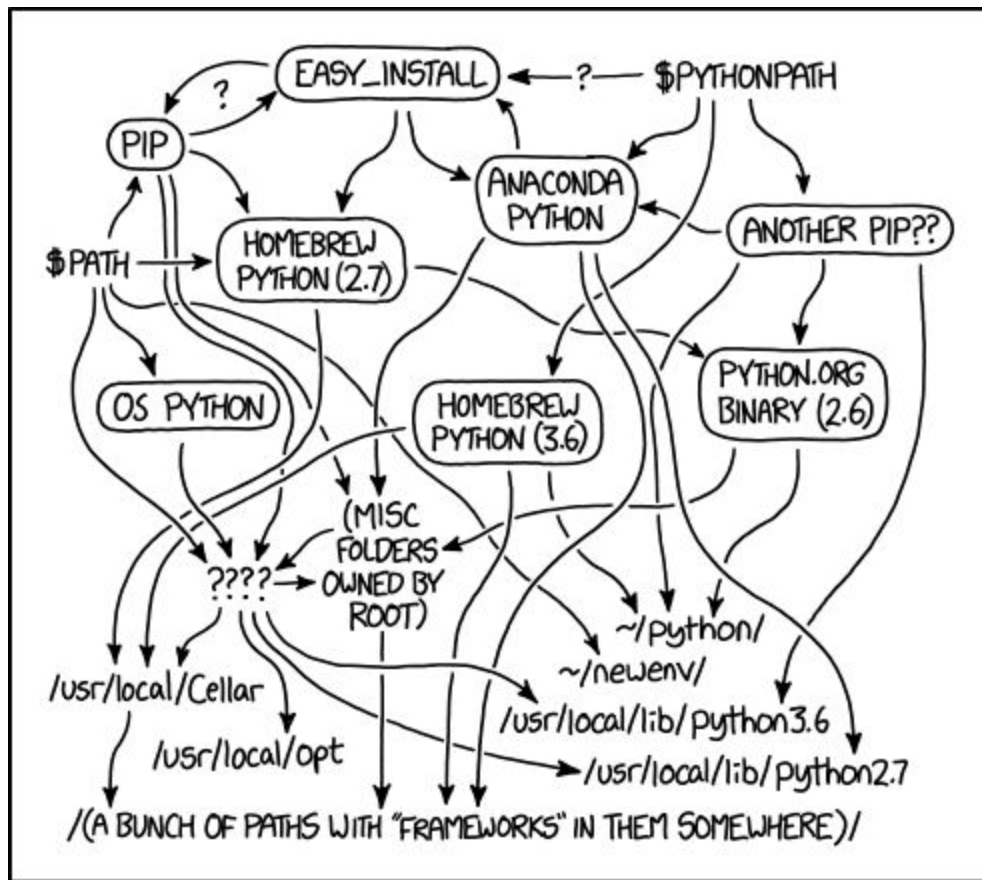 EASY_INSTALL
?
$PYTHONPATH
?
PIP
ANACONDA
PYTHON
ANOTHER PIP??
HOMEBREW
PYTHON (2.7)
$PATH
OS PYTHON
HOMEBREW
PYTHON (3.6)
PYTHON.ORG
BINARY (2.6)
(MISC
FOLDERS
OWNED BY
ROOT)
????
~/python/
~/newenv/
/usr/local/Cellar
/usr/local/lib/python3.6
/usr/local/opt
/usr/local/lib/python2.7
/(A BUNCH OF PATHS WITH "FRAMEWORKS" IN THEM SOMEWHERE)/